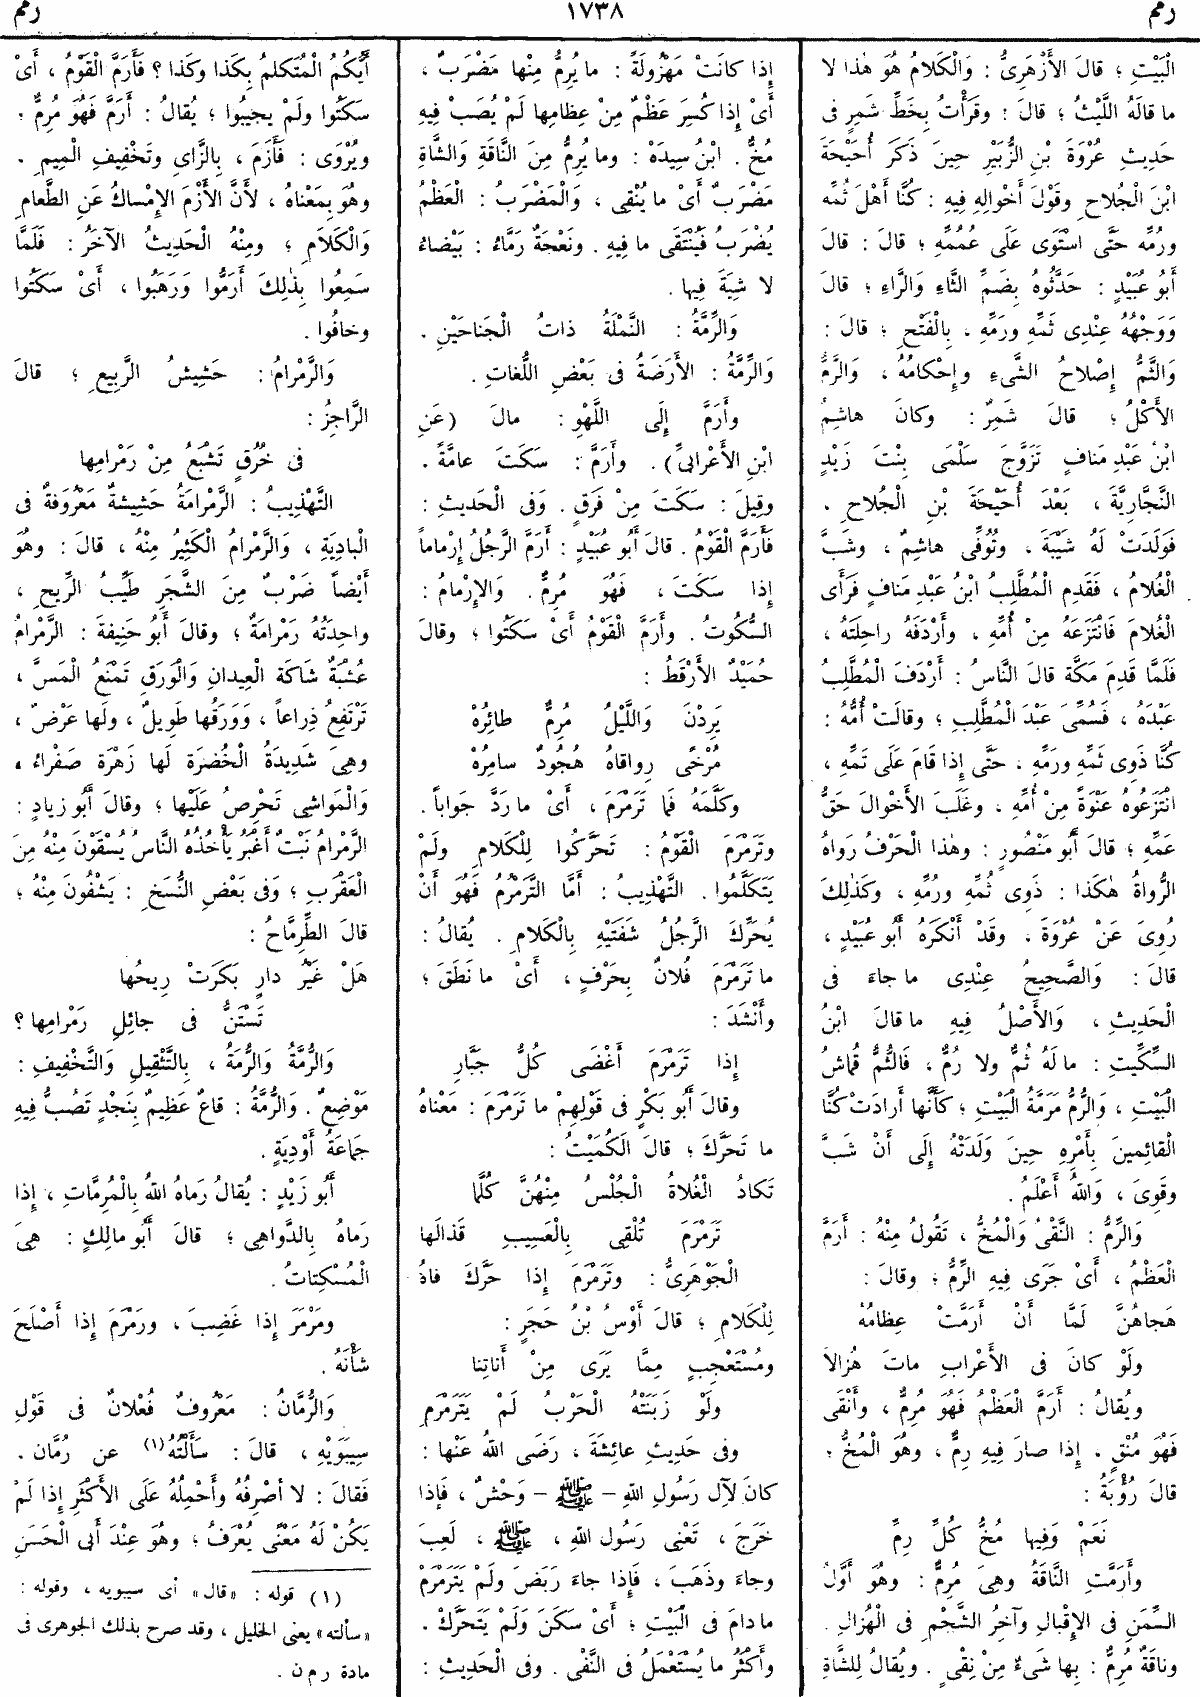 رمم
١٧٣٨
رمم
الْبَيْتِ ؛ قالَ الأَزْهَرِىُّ : وَالْكَلامُ هُوَ هٰذا لا
ما قالَهُ اللَّيْثُ ؛ قالَ : وقَرَأْتُ بِخَطِّ شَمِرٍ فى
حَدِيثِ عُرْوَةَ بْنِ الزُّبَيْرِ حِينَ ذَكَرَ أُحَيْحَةَ
ابْنَ الْجُلاحِ وقَوْلَ أَخْوالِهِ فِيهِ : كُنَّا أَهْلَ ثُمِّه
ورُمِّه حَتَّى اسْتَوَى عَلَى عُمُمِّهِ ؛ قالَ : قالَ
أَبُو عُبَيْدٍ : حَدَّثُوهُ بِضَمِّ الثَّاءِ وَالرَّاءِ ؛ قالَ
وَوَجْهُهُ عِنْدِى ثَمِّهِ ورَمِّهِ ، بِالْفَتْحِ ؛ قالَ :
وَالثَّمُّ إِصْلاحُ الشَّىءِ وإِحْكامُهُ ، وَالرَّمُّ
الأَكْلُ ؛ قالَ شَمِرٌ : وكانَ هاشِمُ
ابْنُ عَبْدِ مَنافٍ تَزَوَّجَ سَلْمَى بِنْتَ زَيْدٍ
النَّجَّارِيَّةَ ، بَعْدَ أُحَيْحَةَ بْنِ الْجُلاحِ .
فَوَلَدَتْ لَهُ شَيْبَةَ ، وتُوُفِّىَ هاشِمٌ ، وشَبَّ
الْغُلامُ ، فَقَدِمِ الْمُطَّلِبُ ابْنُ عَبْدِ مَنافٍ فَرَأَى
الْغُلامَ فَانْتَزَعَهُ مِنْ أُمِّهِ ، وأَرْدَفَهُ راحِلَتَهُ ،
فَلَمَّا قَدِمَ مَكَّةَ قالَ النَّاسُ : أَرْدَفَ الْمُطَّلِبُ
عَبْدَهُ ، فَسُمِّىَ عَبْدَ الْمُطَّلِبِ ؛ وقالَتْ أُمُّهُ :
كُنَّا ذَوِى ثَمِّهِ ورَمِّهِ ، حَتَّى إِذا قَامَ عَلَى تَمِّهِ ،
انْتَزَعُوهُ عَنْوَةً مِنْ أُمِّهِ ، وغَلَبَ الأَخْوالَ حَقُّ
عَمِّهِ ؛ قالَ أَبُو مَنْصُورٍ : وهٰذا الْحَرْفُ رَواهُ
الرُّواةُ هٰكَذا : ذَوِى ثُمِّهِ ورُمِّهِ ، وكَذٰلِكَ
رُوِىَ عَنْ عُرْوَةَ . وقَدْ أَنْكَرَهُ أَبُو عُبَيْدٍ ،
قالَ : وَالصَّحِيحُ عِنْدِى ما جاءَ فى
الْحَدِيثِ ، وَالأَصْلُ فِيهِ ما قالَ ابْنُ
السِّكِّيتِ : ما لَهُ ثُمٌّ ولا رُمٌّ ، فَالثُّمُّ قُماشُ
الْبَيْتِ ، وَالرُّمُّ مَرَمَّةُ الْبَيْتِ ؛ كَأَنَّها أَرادَتْ كُنَّا
الْقائِمينَ بِأَمْرِهِ حِينَ وَلَدَتْهُ إِلَى أَنْ شَبَّ
وقَوِىَ ، وَاللهُ أَعْلَمُ .
وَالرِّمُّ : النَّقْىُ وَالْمُخُّ ، تَقُولُ مِنْهُ : أَرَمَّ
الْعَظْمُ ، أَىْ جَرَى فِيهِ الرِّمُّ ؛ وقالَ :
هَجاهُنَّ لَمَّا أَنْ أَرَمَّتْ عِظامُهُ
ولَوْ كانَ فى الأَعْرابِ ماتَ هُزالا
ويُقالُ : أَرَمَّ الْعَظْمُ فَهُوَ مُرِمٌّ ، وأَنْقَى
فَهُوَ مُنْقٍ ، إِذا صارَ فِيهِ رِمٌّ ، وهُوَ الْمُخُّ ؛
قالَ رُؤْبَةُ :
نَعَمْ وَفِيها مُخُّ كُلِّ رِمِّ
وأَرَمَّتِ النَّاقَةُ وهِىَ مُرِمٌّ : وهُوَ أَوَّلُ
السِّمَنِ فى الإِقْبالِ وآخِرُ الشَّحْمِ فى الْهُزالِ .
وناقَةٌ مُرِمٌّ : بِها شَىءٌ مِنْ نِقْىٍ . ويُقالُ لِلشَّاةِ
إِذا كانَتْ مَهْزُولَةً : ما يُرِمُّ مِنْها مَضْرَبٌ ،
أَىْ إِذا كُسِرَ عَظْمٌ مِنْ عِظامِها لَمْ يُصَبْ فِيهِ
مُخٌّ . ابْنُ سِيدَهْ : وما يُرِمُّ مِنَ النَّاقَةِ وَالشَّاةِ
مَضْرَبٌ أَىْ ما يُنْقِى ، وَالْمَضْرَبُ : الْعَظْمُ
يُضْرَبُ فَيُنْتَقَى ما فِيهِ . ونَعْجَةٌ رَمَّاءُ : بَيْضاءُ
لا شِيَةَ فِيها .
وَالرِّمَّةُ : النَّمْلَةُ ذاتُ الْجَناحَيْنِ .
وَالرِّمَّةُ : الأَرَضَةُ فى بَعْضِ اللُّغاتِ .
وأَرَمَّ إِلَى اللَّهْوِ : مالَ (عَنِ
ابْنِ الأَعْرابِىِّ) . وأَرَمَّ : سَكَتَ عامَّةً .
وقِيلَ : سَكَتَ مِنْ فَرَقٍ . وَفى الْحَديثِ :
فَأَرَمَّ الْقَوْمُ . قالَ أَبُو عُبَيْدٍ : أَرَمَّ الرَّجُلُ إِرْماماً
إِذا سَكَتَ ، فَهُوَ مُرِمٌّ . وَالإِرْمامُ :
السُّكُوتُ . وأَرَمَّ الْقَوْمُ أَىْ سَكَتُوا ؛ وقالَ
حُمَيْدٌ الأَرْقَطُ :
يَرِدْنَ وَاللَّيْلُ مُرِمٌّ طائِرُهْ
مُرْخًى رِواقاهُ هُجُودٌ سامِرُهْ
وكَلَّمَهُ فَما تَرَمْرَمَ ، أَىْ ما رَدَّ جَواباً .
وتَرَمْرَمَ الْقَوْمُ : تَحَرَّكُوا لِلْكَلامِ ولَمْ
يَتَكَلَّمُوا . التَّهْذِيبُ : أَمَّا التَّرَمْرُمُ فَهُوَ أَنْ
يُحَرِّكَ الرَّجُلُ شَفَتَيْهِ بِالْكَلامِ . يُقالُ :
ما تَرَمْرَمَ فُلانٌ بِحَرْفٍ ، أَىْ ما نَطَقَ ؛
وأَنْشَدَ :
إِذا تَرَمْرَمَ أَغْضَى كُلُّ جَبَّارِ
وقالَ أَبُو بَكْرٍ فى قَوْلِهِمْ ما تَرَمْرَمَ : مَعْناهُ
ما تَحَرَّكَ ؛ قالَ الْكُمَيْتُ :
تَكادُ الْغُلاةُ الْجُلْسُ مِنْهُنَّ كُلَّما
تَرَمْرَمَ تُلْقِى بِالْعَسِيبِ قَذالَها
الْجَوْهَرِىُّ : وتَرَمْرَمَ إِذا حَرَّكَ فاهُ
لِلْكَلامِ ؛ قالَ أَوْسُ بْنُ حَجَرٍ :
ومُسْتَعْجِبٍ مِمَّا يَرَى مِنْ أَناتِنا
ولَوْ زَبَنَتْهُ الْحَرْبُ لَمْ يَتَرَمْرَمِ
وفى حَدِيثِ عائِشَةَ ، رَضِىَ اللهُ عَنْها :
كانَ لآلِ رَسُولِ اللهِ – ﷺ – وَحْشٌ ، فَإِذا
خَرَجَ ، تَعْنِى رَسُولَ اللهِ ، ﷺ ، لَعِبَ
وجاءَ وذَهَبَ ، فَإِذا جاءَ رَبَضَ ولَمْ يَتَرَمْرَمْ
ما دامَ فى الْبَيْتِ ؛ أَىْ سَكَنَ وَلَمْ يَتَحَرَّكْ .
وأَكْثَرُ ما يُسْتَعْمَلُ فى النَّفْىِ . وفى الْحَدِيثِ :
أَيُّكُمُ الْمُتَكَلِّمُ بِكَذا وكَذا ؟ فَأَرَمَّ الْقَوْمُ ، أَىْ
سَكَتُوا ولَمْ يجِيبُوا ؛ يُقالُ : أَرَمَّ فَهُوَ مُرِمٌّ .
ويُرْوَى : فَأَزَمَ ، بِالزَّاىِ وتَخْفِيفِ الْمِيمِ .
وهُوَ بِمَعْناهُ ، لأَنَّ الأَزْمَ الإِمْساكُ عَنِ الطَّعامِ
وَالْكَلامِ ؛ ومِنْهُ الْحَدِيثُ الآخَرُ : فَلَمَّا
سَمِعُوا بِذٰلِكَ أَرَمُّوا وَرَهَبُوا ، أَىْ سَكَتُوا
وخافُوا .
وَالرَّمْرامُ : حَشِيشُ الرَّبِيعِ ؛ قالَ
الرَّاجِزُ :
فى خُرُقٍ تَشْبَعُ مِنْ رَمْرامِها
التَّهْذِيبُ : الرَّمْرامَةُ حَشِيشَةٌ مَعْرُوفَةٌ فى
الْبادِيَةِ ، وَالرَّمْرامُ الْكَثِيرُ مِنْهُ ، قالَ : وهُوَ
أَيْضاً ضَرْبٌ مِنَ الشَّجَرِ طَيِّبُ الرِّيحِ ،
واحِدَتُهُ رَمْرامَةٌ ؛ وقالَ أَبُو حَنِيفَةَ : الرَّمْرامُ
عُشْبَةٌ شاكَةُ الْعِيدانِ وَالْوَرَقِ تَمْنَعُ الْمَسَّ ،
تَرْتَفِعُ ذِراعاً ، وَوَرَقُها طَوِيلٌ ، ولَها عَرْضٌ ،
وهِىَ شَدِيدَةُ الْخُضرَةِ لَها زَهْرَة صَفْراءُ ،
وَالْمَواشِى تَحْرِصُ عَلَيْها ؛ وقالَ أَبُو زِيادٍ :
الرَّمْرامُ نَبْتٌ أَغْبَرُ يَأْخُذُهُ النَّاسُ يُسْقَوْنَ مِنْهُ مِنَ
الْعَقْرَبِ ؛ وَفى بَعْضِ النُّسَخِ : يَشْفُونَ مِنْهُ ؛
قالَ الطِّرِمَّاحُ :
هَلْ غَيْرُ دارٍ بَكَرَتْ رِيحُها
تَسْتَنُّ فى جائِلِ رَمْرامِها ؟
وَالرُّمَّةُ وَالرُّمَةُ ، بِالتَّثْقِيلِ وَالتَّخْفِيفِ :
مَوْضِعٌ . وَالرُّمَّةُ : قاعٌ عَظِيمٌ بِنَجْدٍ تَصُبُّ فِيهِ
جَماعَةُ أَوْدِيَةٍ .
أَبُو زَيْدٍ : يُقالُ رَماهُ اللهُ بِالْمُرِمَّاتِ ، إِذا
رَماهُ بِالدَّواهِى ؛ قالَ أَبُو مالِكٍ : هِىَ
الْمُسْكِتاتُ .
ومَرْمَرَ إِذا غَضِبَ ، ورَمْرَمَ إِذا أَصْلَحَ
شَأْنَهُ .
وَالرُّمَّانُ : مَعْرُوفٌ فُعْلانٌ فى قَوْلِ
سِيبَوَيْهِ ، قالَ : سَأَلْتُهُ(١) عن رُمَّان .
فَقالَ : لا أصْرِفُهُ وأَحْمِلُهُ عَلَى الأَكْثَرِ إِذا لَمْ
يَكُنْ لَهُ مَعْنًى يُعْرَفُ ؛ وهُوَ عِنْدَ أَبى الْحَسَنِ
(١) قوله : «قال» أى سيبويه ، وقوله :
«سألته» يعنى الخليل ، وقد صرح بذلك الجوهرى فى
مادة رم ن .